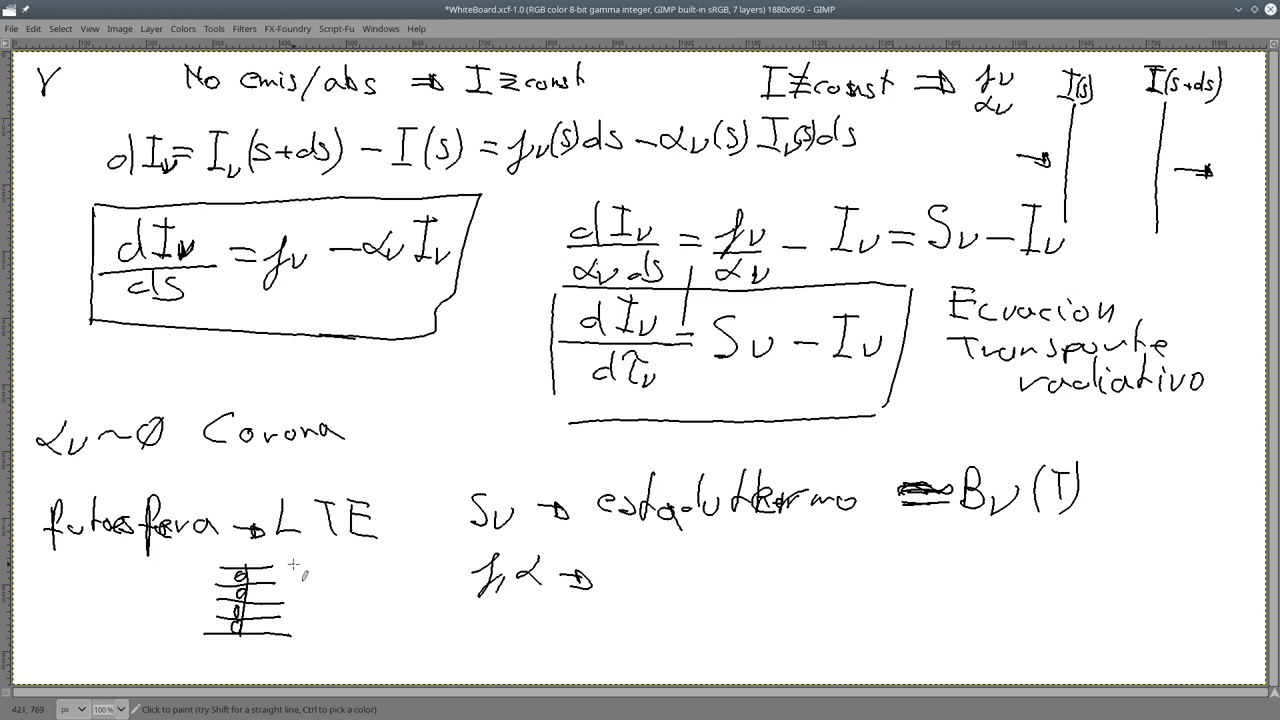 *WhiteBoard.xcf-1.0 (RGB color 8-bit gamma integer, GIMP built-in sRGB, 7 layers) 1880x950 – GIMP
File Edit Select View Image Layer Colors Tools Filters FX-Foundry Script-Fu Windows Help
γ No emis/abs ⇒ I ≡ const I ≢ const ⇒ jν αν I(s) I(s+ds)
dIν = Iν(s+ds) − I(s) = jν(s)ds − αν(s) Iν(s)ds
dIν/ds = jν − αν Iν
dIν/αν ds = jν/αν − Iν = Sν − Iν
dIν/dτν = Sν − Iν
Ecuacion
Transporte
radiativo
αν ~ Ø Corona
fotosfera → LTE
Sν → estado termo = Bν(T)
j, α →
421, 769 px 100% Click to paint (try Shift for a straight line, Ctrl to pick a color)